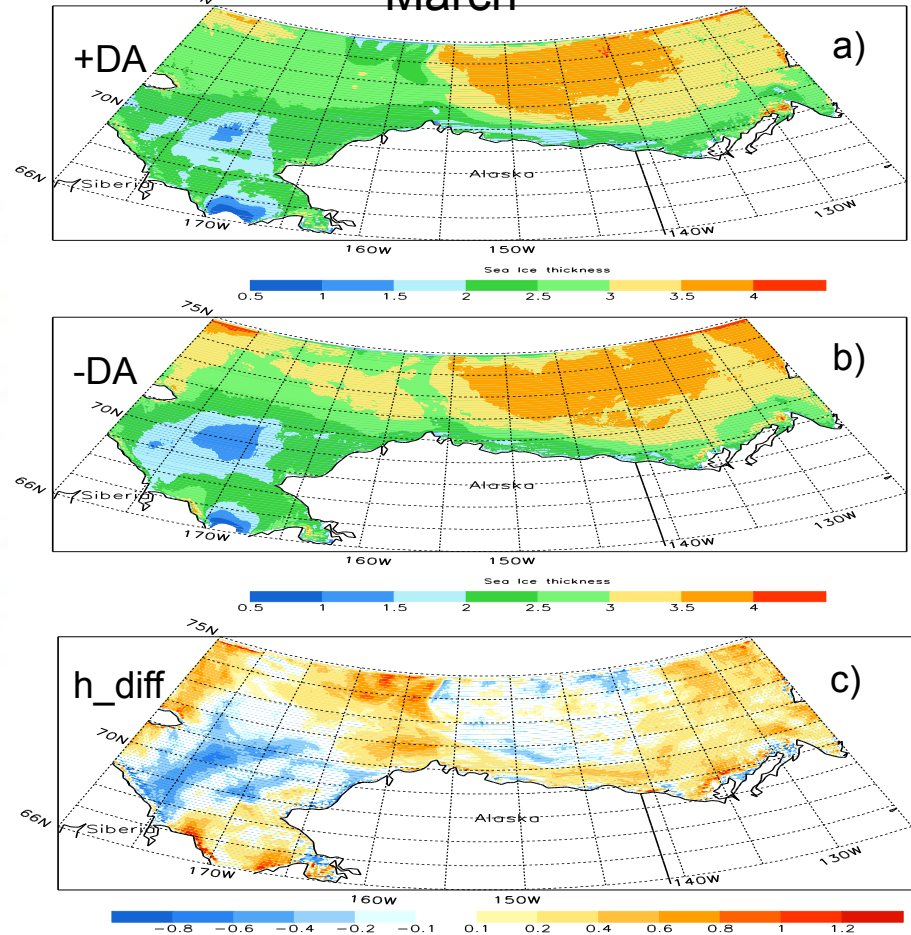 March
+DA
a)
70N
66N
Siberia
Alaska
170W
160W
150W
140W
130W
Sea Ice thickness
0.5 1 1.5 2 2.5 3 3.5 4
75N
-DA
b)
70N
66N
Siberia
Alaska
170W
160W
150W
140W
130W
Sea Ice thickness
0.5 1 1.5 2 2.5 3 3.5 4
75N
h_diff
c)
70N
66N
Siberia
Alaska
170W
160W
150W
140W
130W
-0.8 -0.6 -0.4 -0.2 -0.1 0.1 0.2 0.4 0.6 0.8 1 1.2